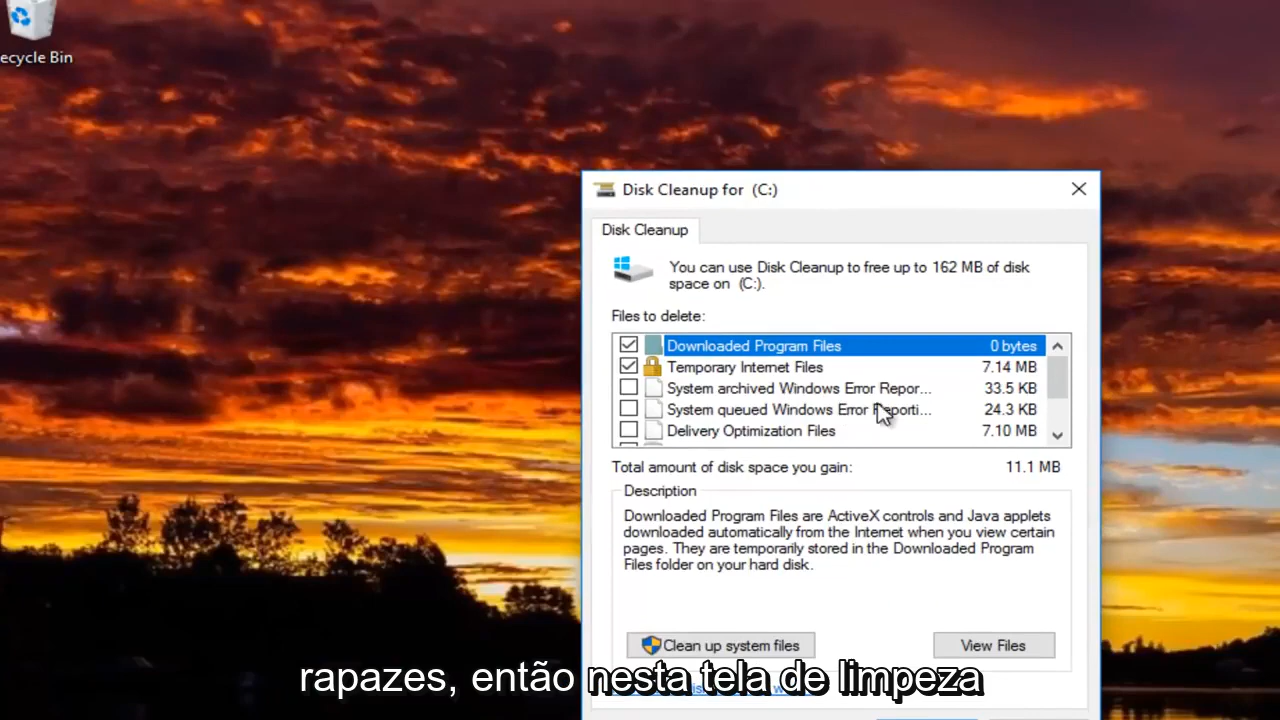 ecycle Bin
Disk Cleanup for (C:)
Disk Cleanup
You can use Disk Cleanup to free up to 162 MB of disk
space on (C:).
Files to delete:
Downloaded Program Files 0 bytes
Temporary Internet Files 7.14 MB
System archived Windows Error Repor... 33.5 KB
System queued Windows Error Reporti... 24.3 KB
Delivery Optimization Files 7.10 MB
Total amount of disk space you gain: 11.1 MB
Description
Downloaded Program Files are ActiveX controls and Java applets
downloaded automatically from the Internet when you view certain
pages. They are temporarily stored in the Downloaded Program
Files folder on your hard disk.
Clean up system files View Files
rapazes, então nesta tela de limpeza